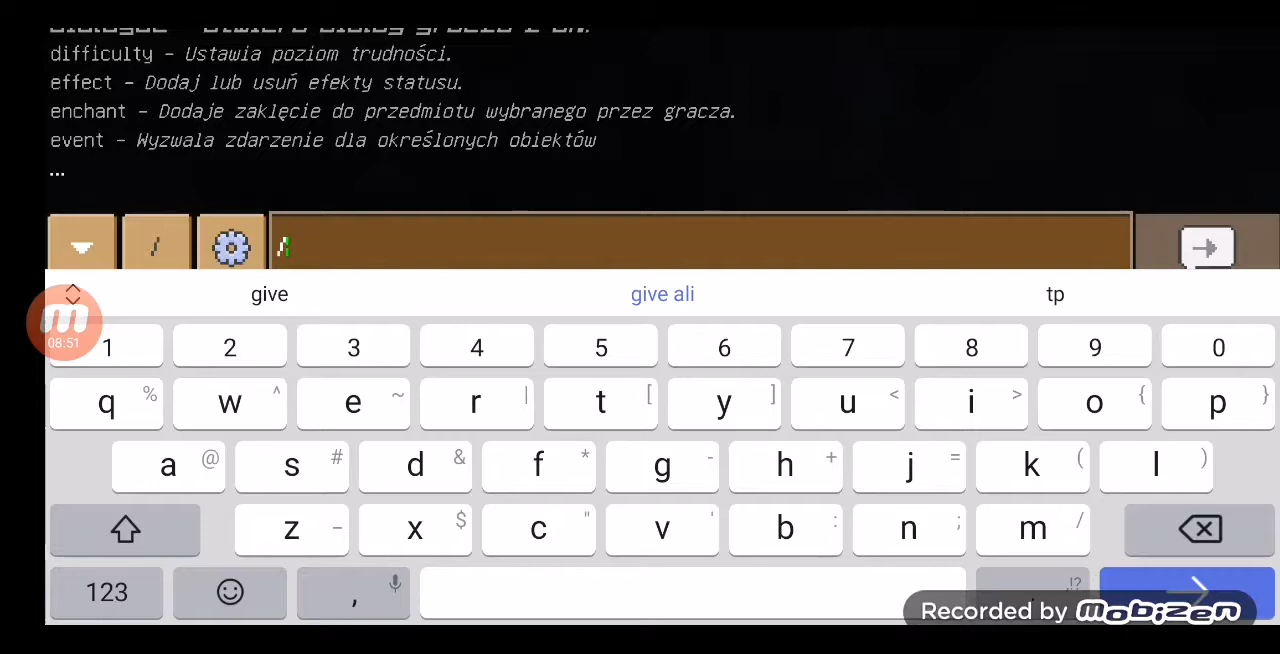 difficulty - Ustawia poziom trudności.
effect - Dodaj lub usuń efekty statusu.
enchant - Dodaje zaklęcie do przedmiotu wybranego przez gracza.
event - Wyzwala zdarzenie dla określonych obiektów
...
/ /
give give ali tp
08:51
1 2 3 4 5 6 7 8 9 0
q % w ^ e ~ r | t [ y ] u < i > o { p }
a @ s # d & f * g - h + j = k ( l )
z _ x $ c " v ' b : n ; m /
123 , ,!?
Recorded by mobizen